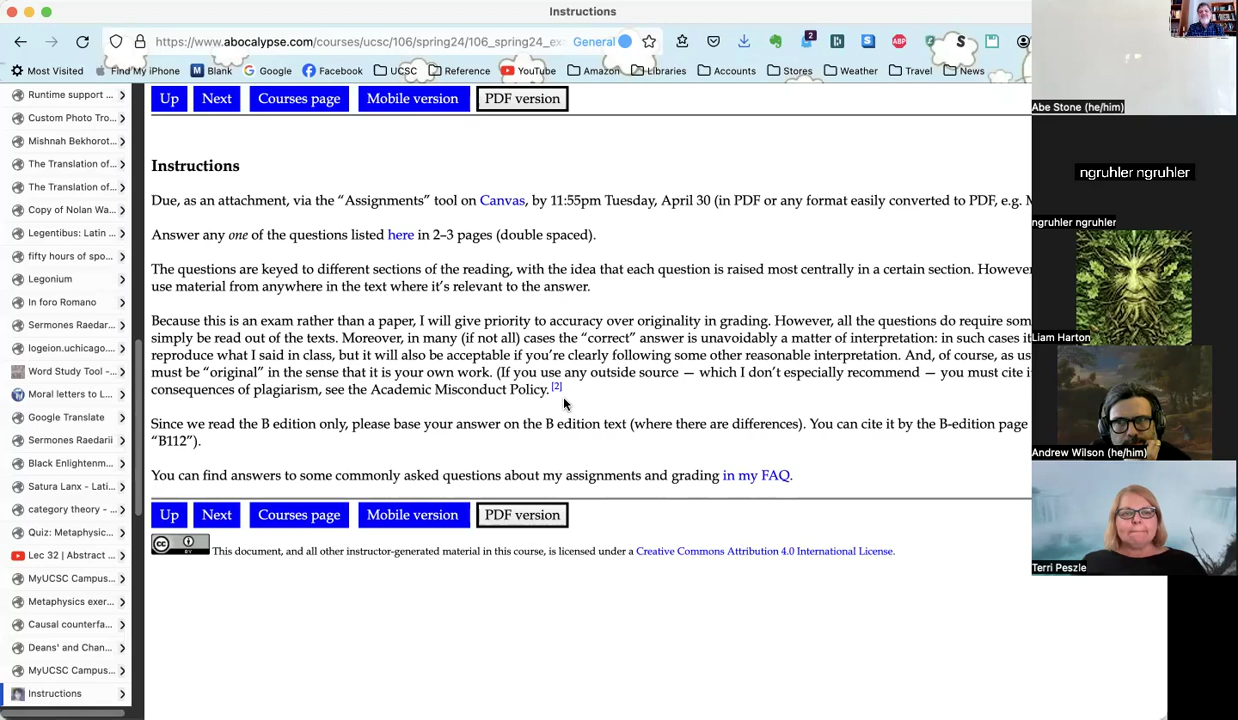 Instructions
https://www.abocalypse.com/courses/ucsc/106/spring24/106_spring24_ex
General
2
ABP
S
Most Visited
Find My iPhone
Blank
Google
Facebook
UCSC
Reference
YouTube
Amazon
Libraries
Accounts
Stores
Weather
Travel
News
Abe Stone (he/him)
ngruhler ngruhler
ngruhler ngruhler
Liam Harton
Andrew Wilson (he/him)
Terri Peszle
Runtime support ...
Custom Photo Tro...
Mishnah Bekhorot...
The Translation of...
The Translation of...
Copy of Nolan Wa...
Legentibus: Latin ...
fifty hours of spo...
Legonium
In foro Romano
Sermones Raedar...
logeion.uchicago....
Word Study Tool -...
Moral letters to L...
Google Translate
Sermones Raedarii
Black Enlightenm...
Satura Lanx - Lati...
category theory - ...
Quiz: Metaphysic...
Lec 32 | Abstract ...
MyUCSC Campus...
Metaphysics exer...
Causal counterfa...
Deans' and Chan...
MyUCSC Campus...
Instructions
Up
Next
Courses page
Mobile version
PDF version
Instructions
Due, as an attachment, via the “Assignments” tool on Canvas, by 11:55pm Tuesday, April 30 (in PDF or any format easily converted to PDF, e.g. M
Answer any one of the questions listed here in 2–3 pages (double spaced).
The questions are keyed to different sections of the reading, with the idea that each question is raised most centrally in a certain section. However
use material from anywhere in the text where it’s relevant to the answer.
Because this is an exam rather than a paper, I will give priority to accuracy over originality in grading. However, all the questions do require som
simply be read out of the texts. Moreover, in many (if not all) cases the “correct” answer is unavoidably a matter of interpretation: in such cases it
reproduce what I said in class, but it will also be acceptable if you’re clearly following some other reasonable interpretation. And, of course, as us
must be “original” in the sense that it is your own work. (If you use any outside source — which I don’t especially recommend — you must cite i
consequences of plagiarism, see the Academic Misconduct Policy. [2]
Since we read the B edition only, please base your answer on the B edition text (where there are differences). You can cite it by the B-edition page
“B112”).
You can find answers to some commonly asked questions about my assignments and grading in my FAQ.
Up
Next
Courses page
Mobile version
PDF version
This document, and all other instructor-generated material in this course, is licensed under a Creative Commons Attribution 4.0 International License.